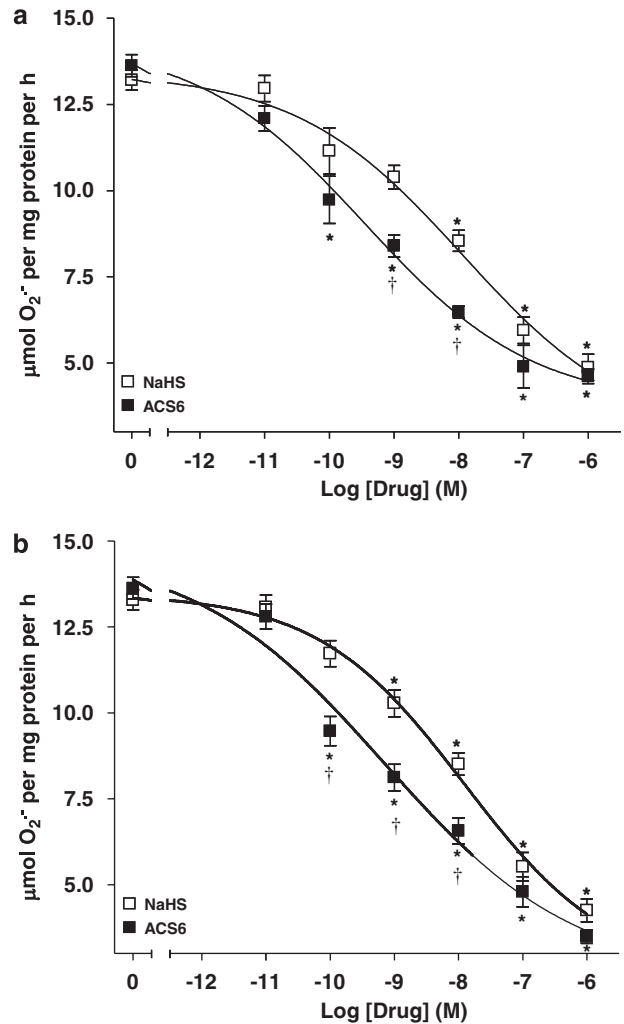 a
15.0
12.5
10.0
7.5
5.0
μmol O₂·⁻ per mg protein per h
* * *
* * * * *
† †
NaHS
ACS6
0 -12 -11 -10 -9 -8 -7 -6
Log [Drug] (M)
b
15.0
12.5
10.0
7.5
5.0
μmol O₂·⁻ per mg protein per h
* * * *
* * * * *
† † †
NaHS
ACS6
0 -12 -11 -10 -9 -8 -7 -6
Log [Drug] (M)